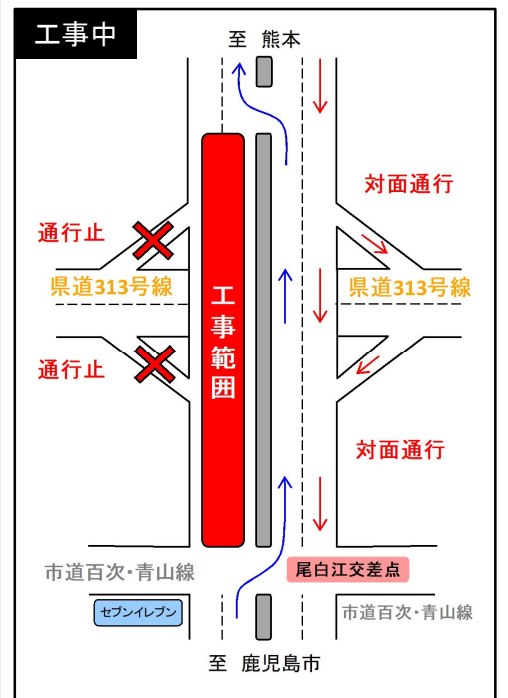 工事中
至 熊本
対面通行
通行止
県道313号線
県道313号線
工事範囲
通行止
対面通行
市道百次・青山線
尾白江交差点
セブンイレブン
市道百次・青山線
至 鹿児島市